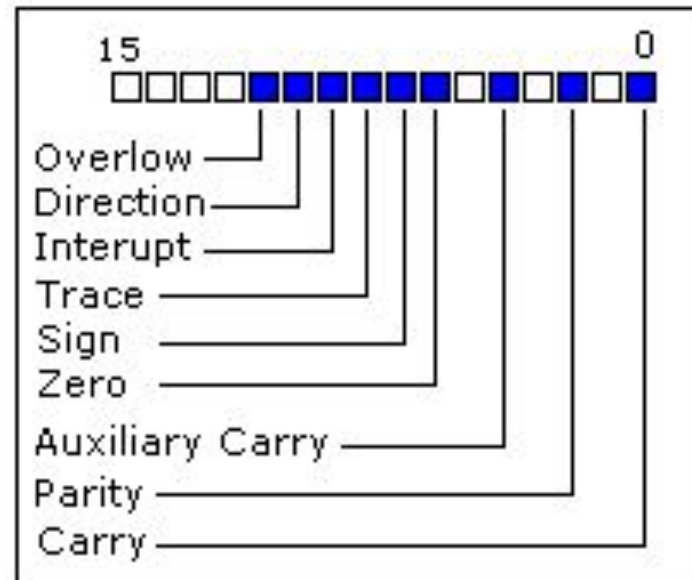 15 0
Overlow
Direction
Interupt
Trace
Sign
Zero
Auxiliary Carry
Parity
Carry